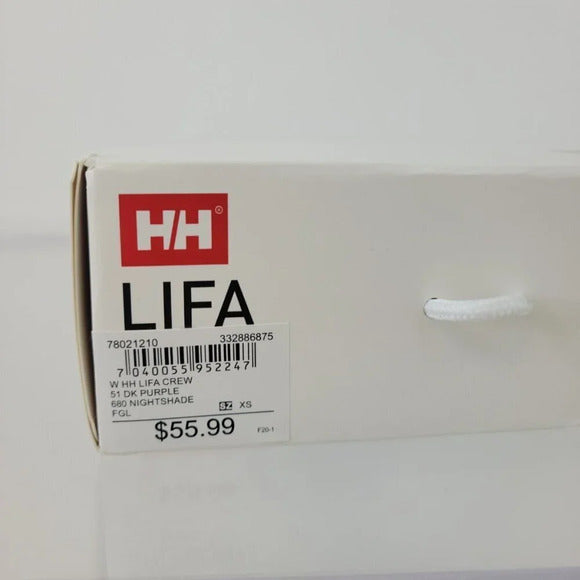 H/H®
LIFA
78021210 332886875
7 040055 952247
W HH LIFA CREW
51 DK PURPLE
680 NIGHTSHADE
FGL SZ XS
$55.99 F20-1